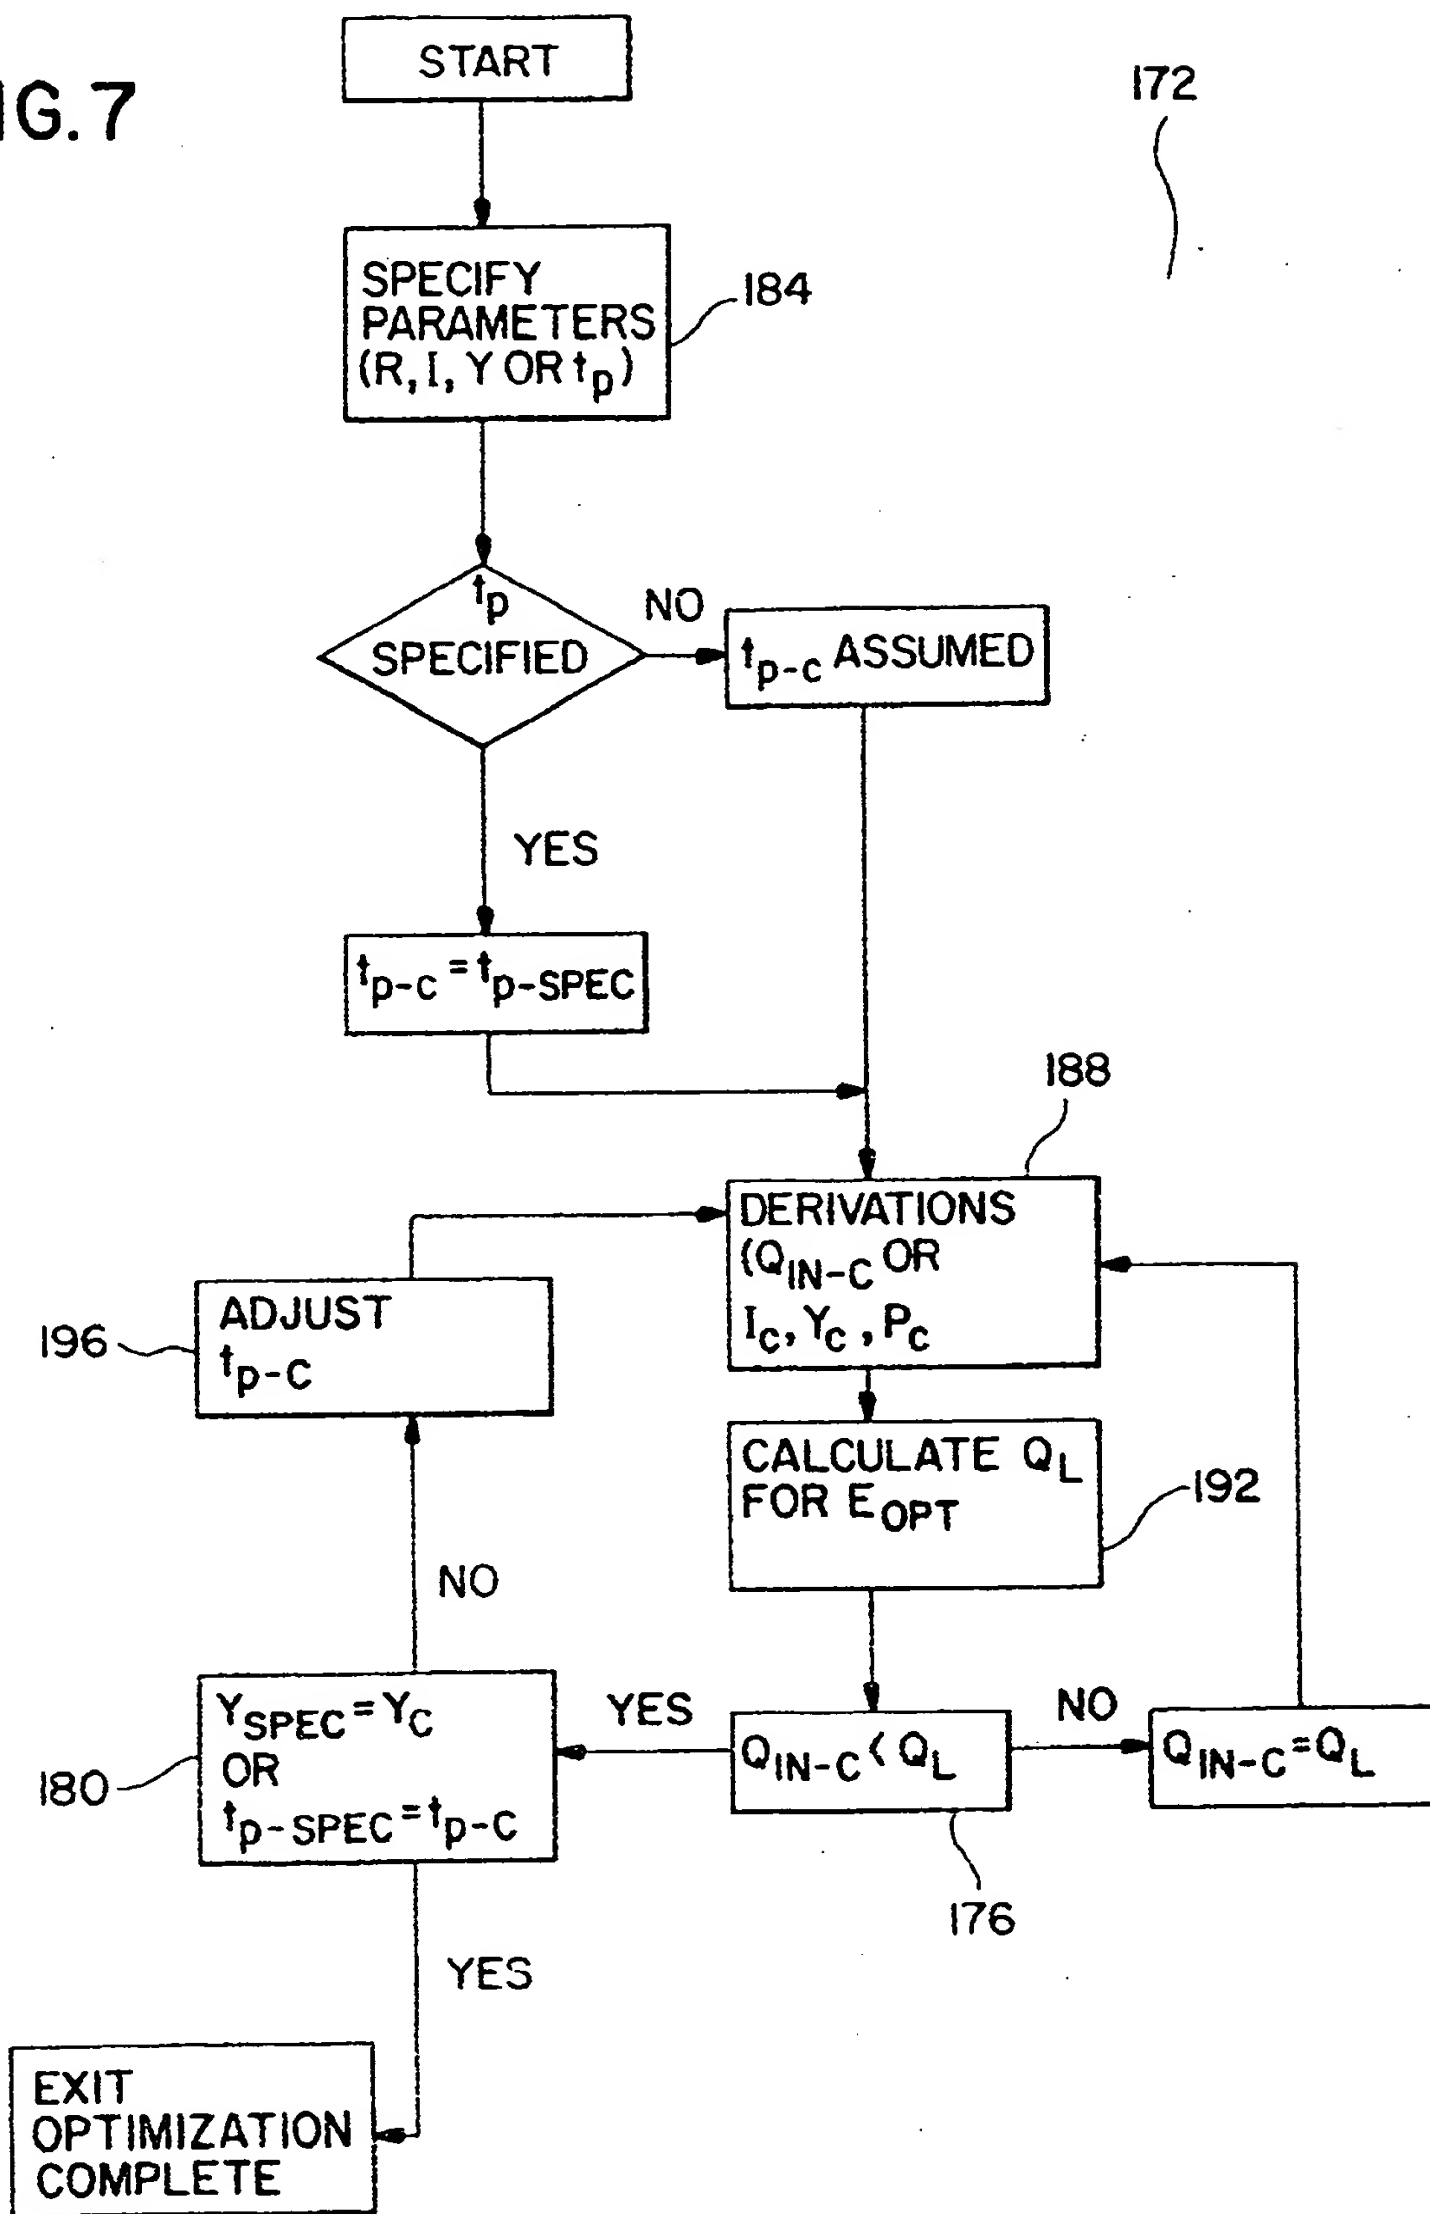 IG. 7
START
172
SPECIFY
PARAMETERS
(R, I, Y OR tp)
184
tp
SPECIFIED
NO
tp-c ASSUMED
YES
tp-c = tp-SPEC
188
DERIVATIONS
(QIN-C OR
IC, YC, PC
ADJUST
tp-C
196
CALCULATE QL
FOR EOPT
192
NO
YSPEC = YC
OR
tp-SPEC = tp-C
180
YES
QIN-C < QL
176
NO
QIN-C = QL
YES
EXIT
OPTIMIZATION
COMPLETE